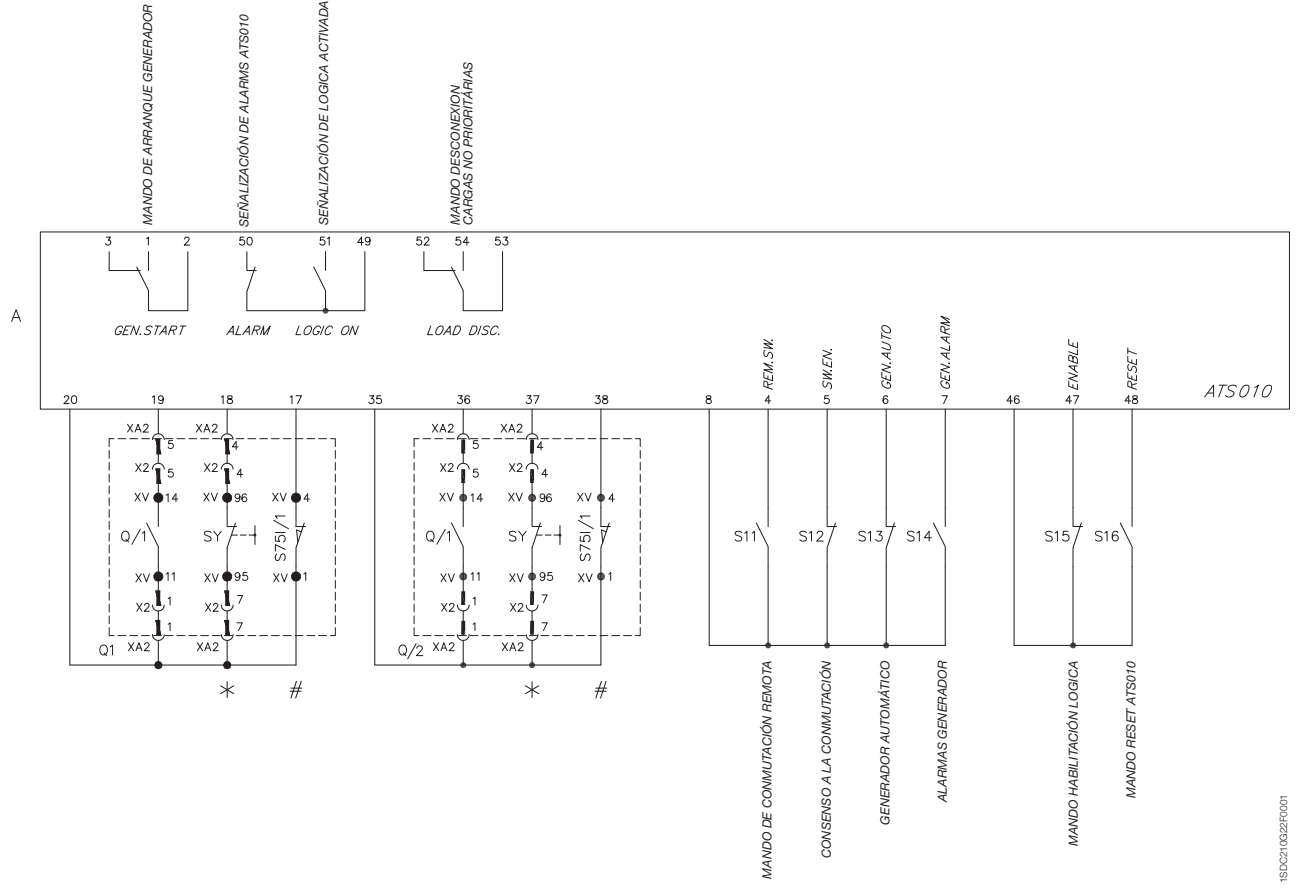 MANDO DE ARRANQUE GENERADOR
SEÑALIZACIÓN DE ALARMS ATS010
SEÑALIZACIÓN DE LOGICA ACTIVADA
MANDO DESCONEXION
CARGAS NO PRIORITÁRIAS
3 1 2 50 51 49 52 54 53
GEN.START ALARM LOGIC ON LOAD DISC.
A
REM.SW.
SW.EN.
GEN.AUTO
GEN.ALARM
ENABLE
RESET
ATS010
20 19 18 17 35 36 37 38 8 4 5 6 7 46 47 48
XA2 5 XA2 4 XA2 5 XA2 4
X2 5 X2 4 X2 5 X2 4
XV 14 XV 96 XV 4 XV 14 XV 96 XV 4
Q/1 SY S75I/1 Q/1 SY S75I/1 S11 S12 S13 S14 S15 S16
XV 11 XV 95 XV 1 XV 11 XV 95 XV 1
X2 1 X2 7 X2 1 X2 7
1 7 1 7
Q1 XA2 XA2 Q/2 XA2 XA2
* # * #
MANDO DE CONMUTACIÓN REMOTA
CONSENSO A LA CONMUTACIÓN
GENERADOR AUTOMÁTICO
ALARMAS GENERADOR
MANDO HABILITACIÓN LOGICA
MANDO RESET ATS010
1SDC210G22F0001